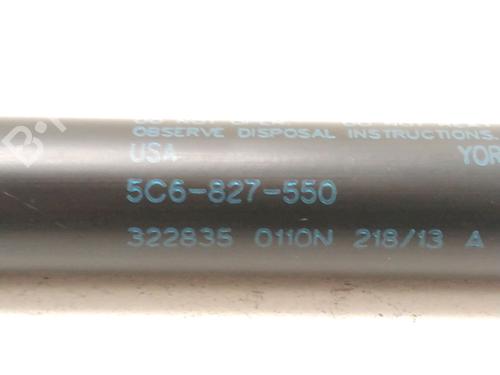 OBSERVE DISPOSAL INSTRUCTIONS
USA YOR
5C6-827-550
322835 0110N 218/13 A